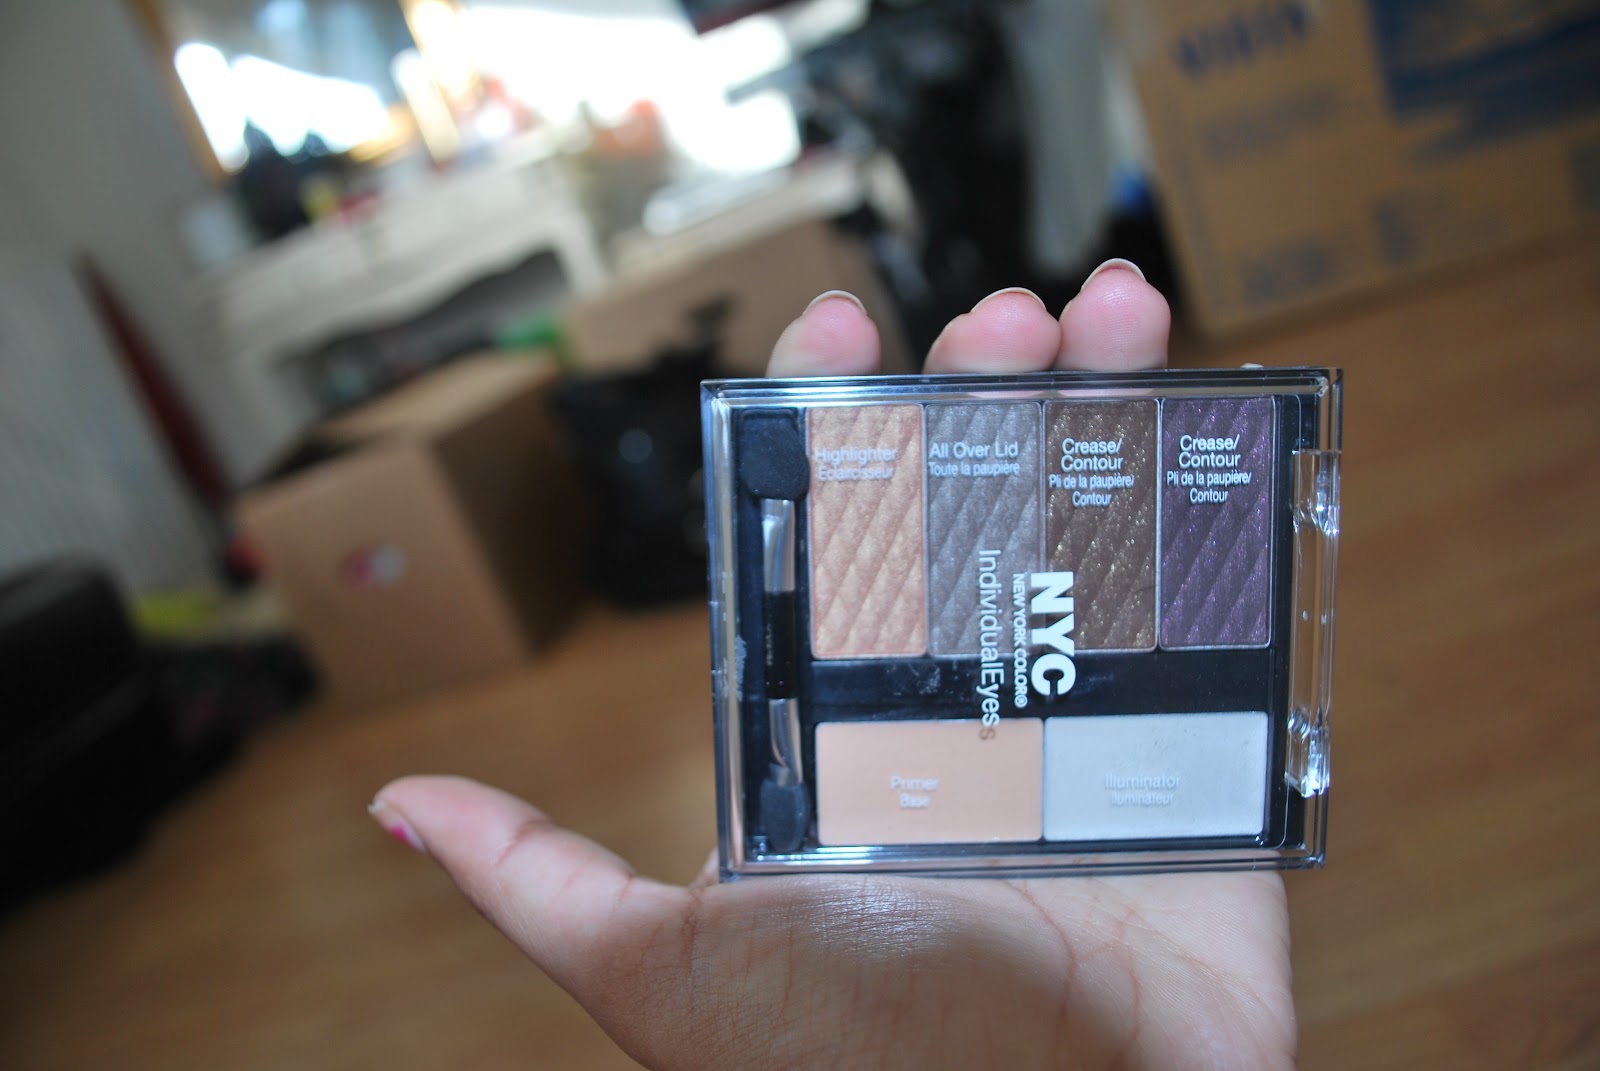 Highlighter
Eclaircisseur
All Over Lid
Toute la paupière
Crease/
Contour
Pli de la paupière/
Contour
Crease/
Contour
Pli de la paupière/
Contour
NYC
NEW YORK COLOR®
IndividualEyes
Primer
Base
Illuminator
Illuminateur